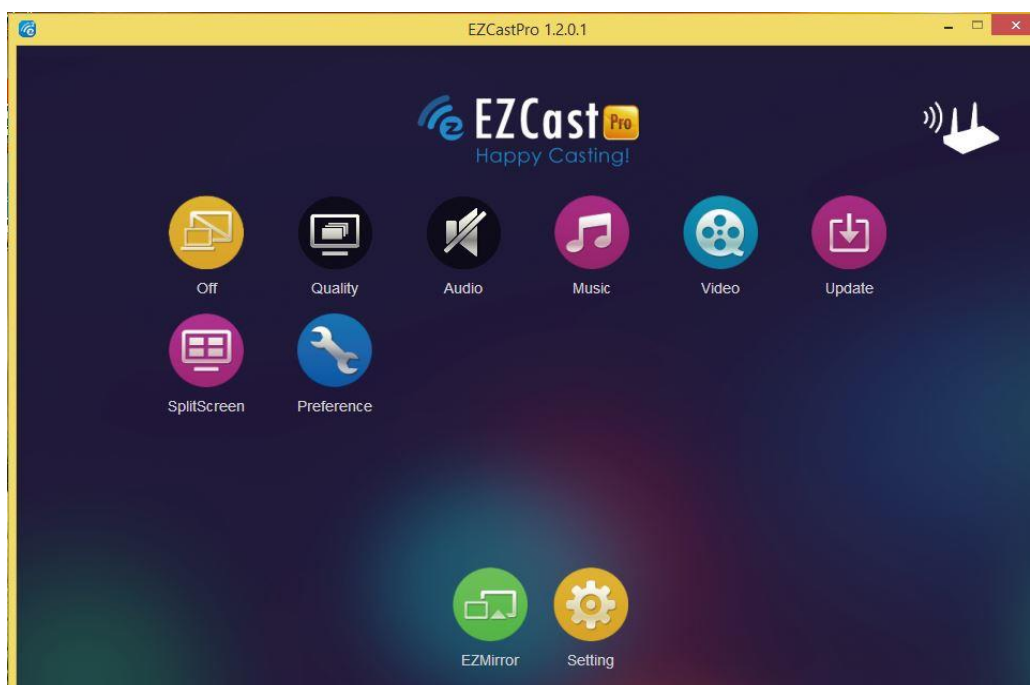 EZCastPro 1.2.0.1
EZCast Pro
Happy Casting!
Off Quality Audio Music Video Update
SplitScreen Preference
EZMirror Setting